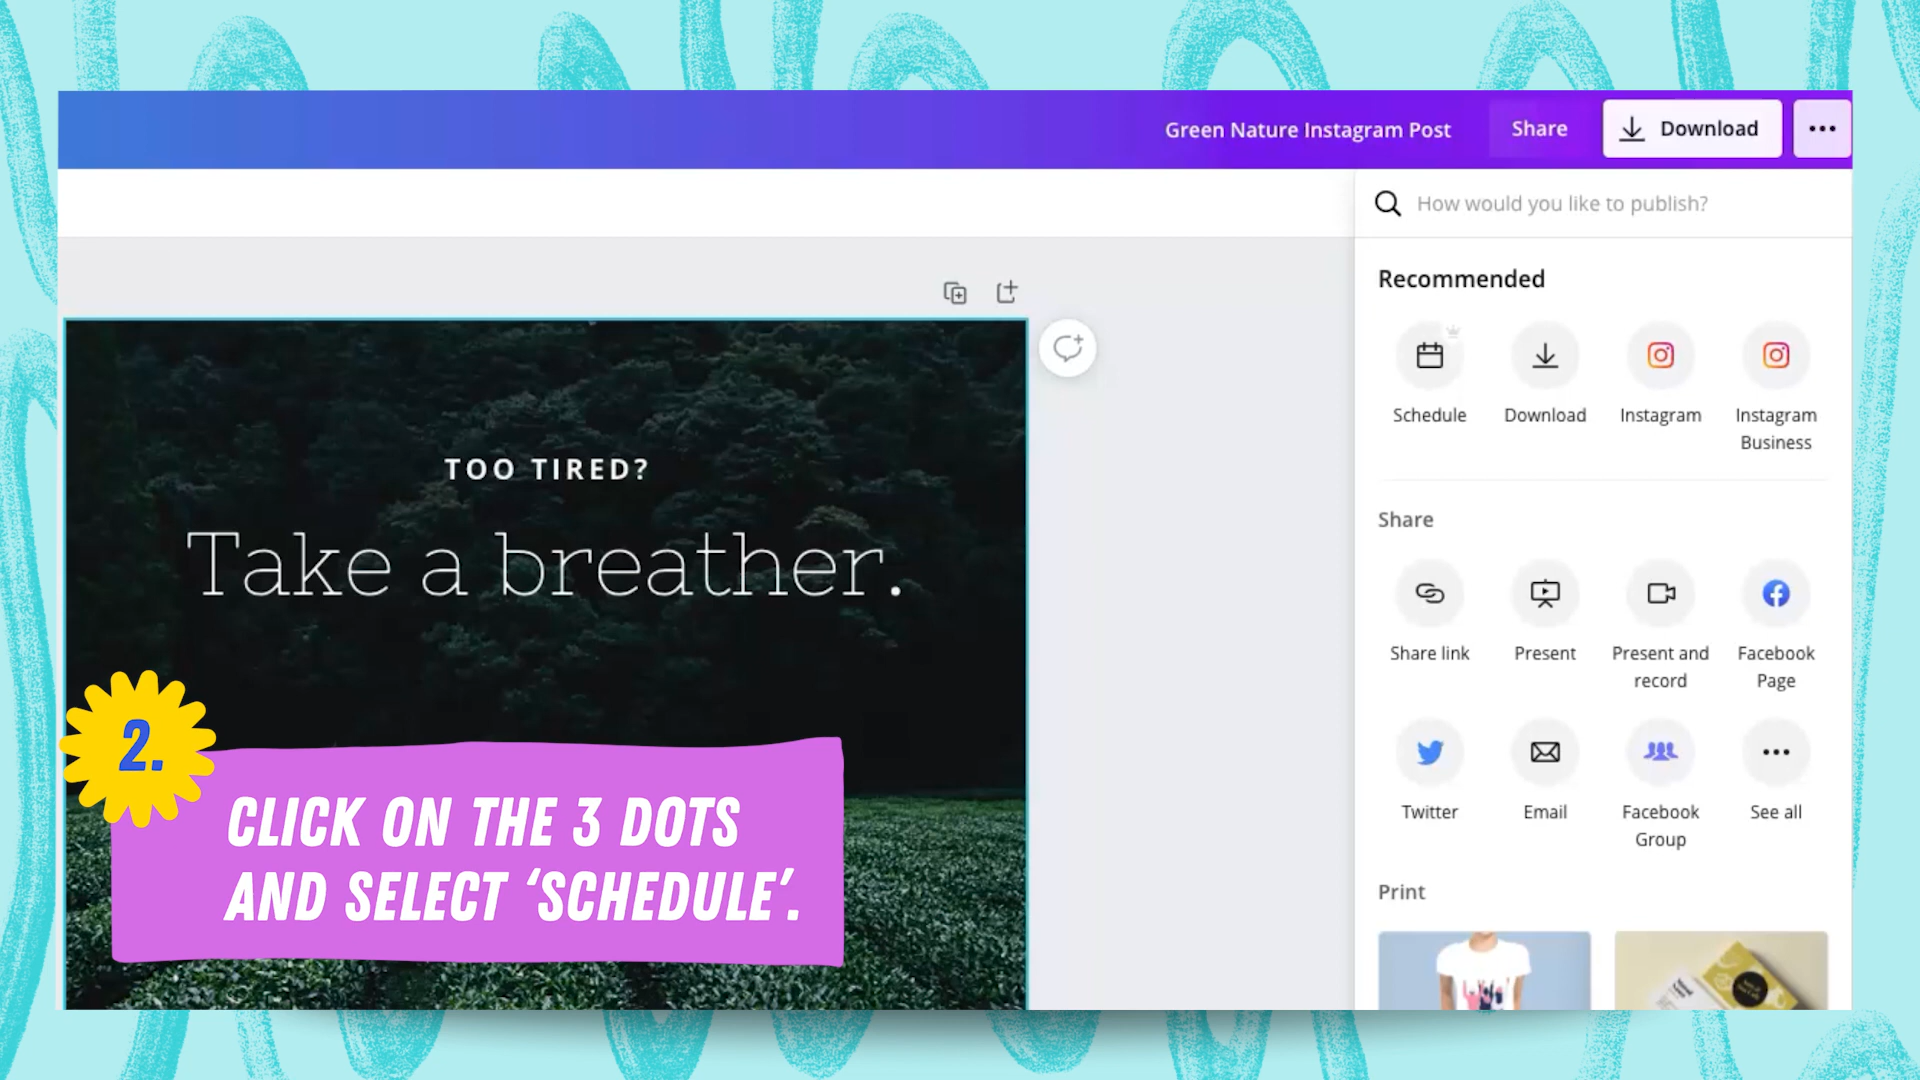 Green Nature Instagram Post
Share
Download
How would you like to publish?
Recommended
Schedule
Download
Instagram
Instagram
Business
Share
Share link
Present
Present and
record
Facebook
Page
Twitter
Email
Facebook
Group
See all
Print
TOO TIRED?
Take a breather.
2.
CLICK ON THE 3 DOTS
AND SELECT ‘SCHEDULE’.